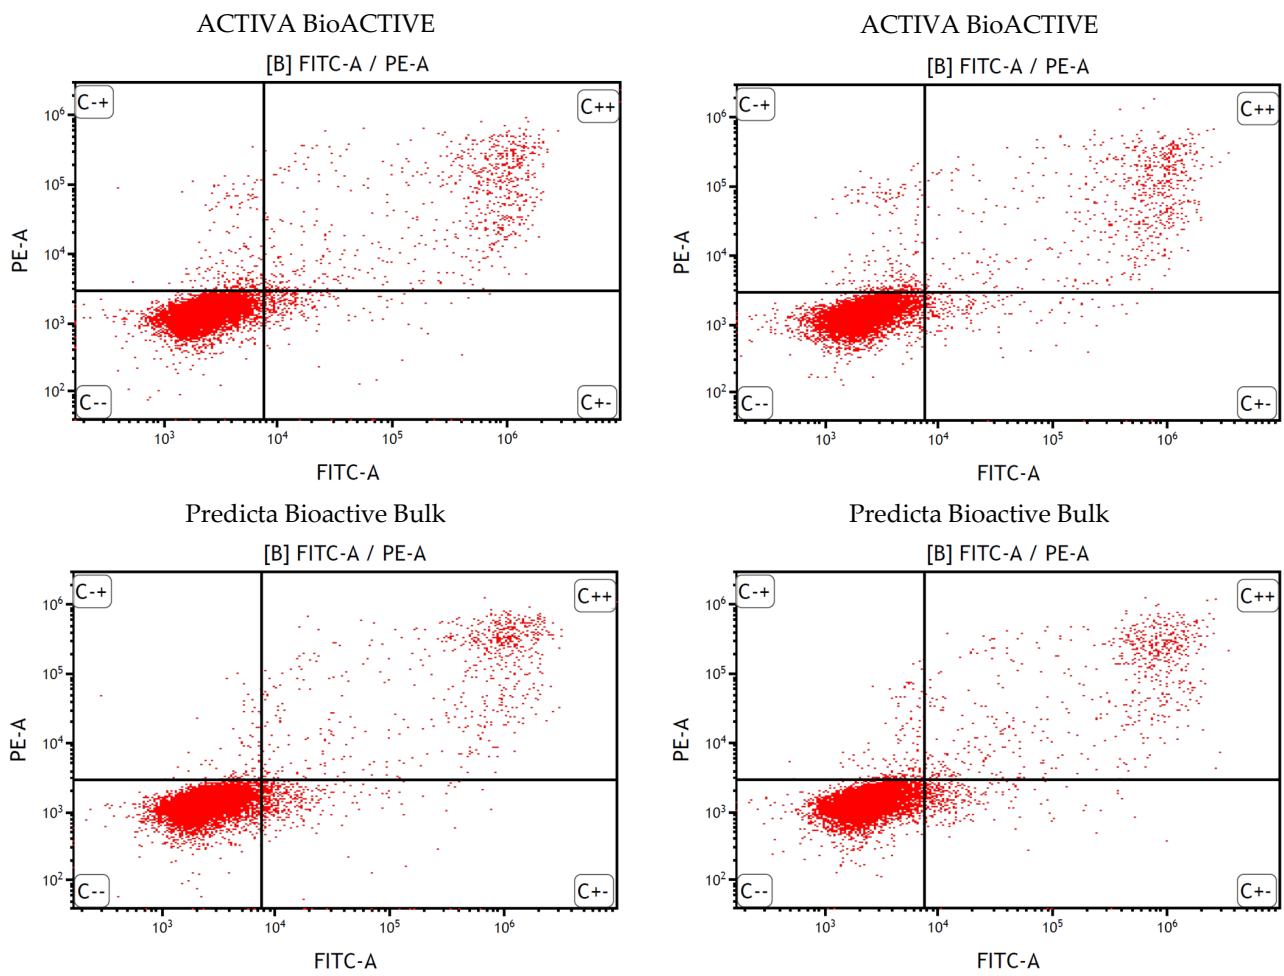 ACTIVA BioACTIVE
[B] FITC-A / PE-A
C-+
C++
10⁶
10⁵
PE-A
10⁴
10³
10²
C--
C+-
10³ 10⁴ 10⁵ 10⁶
FITC-A
ACTIVA BioACTIVE
[B] FITC-A / PE-A
C-+
C++
10⁶
10⁵
PE-A
10⁴
10³
10²
C--
C+-
10³ 10⁴ 10⁵ 10⁶
FITC-A
Predicta Bioactive Bulk
[B] FITC-A / PE-A
C-+
C++
10⁶
10⁵
PE-A
10⁴
10³
10²
C--
C+-
10³ 10⁴ 10⁵ 10⁶
FITC-A
Predicta Bioactive Bulk
[B] FITC-A / PE-A
C-+
C++
10⁶
10⁵
PE-A
10⁴
10³
10²
C--
C+-
10³ 10⁴ 10⁵ 10⁶
FITC-A